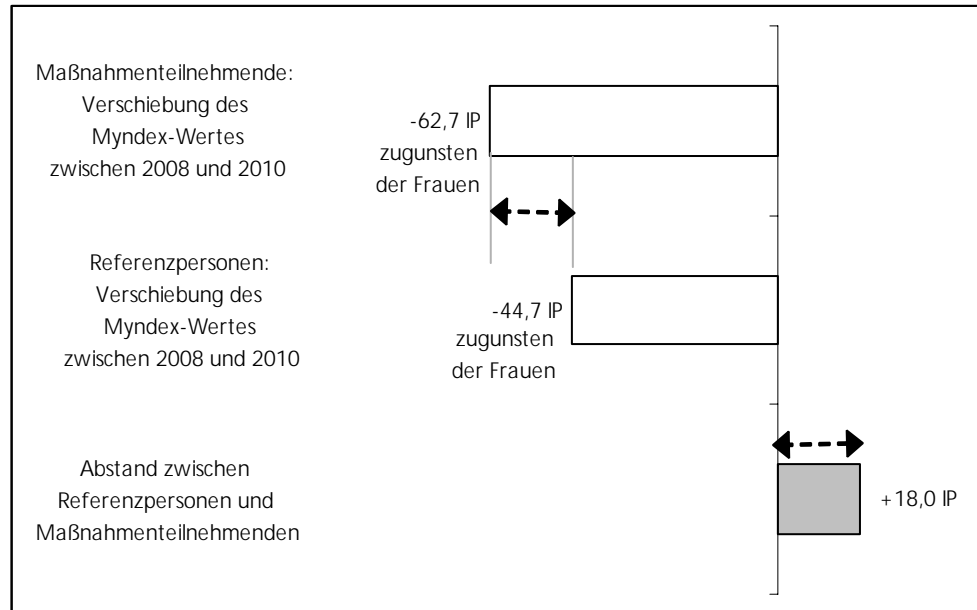 Maßnahmenteilnehmende:
Verschiebung des
Myndex-Wertes
zwischen 2008 und 2010
-62,7 IP
zugunsten
der Frauen
Referenzpersonen:
Verschiebung des
Myndex-Wertes
zwischen 2008 und 2010
-44,7 IP
zugunsten
der Frauen
Abstand zwischen
Referenzpersonen und
Maßnahmenteilnehmenden
+18,0 IP